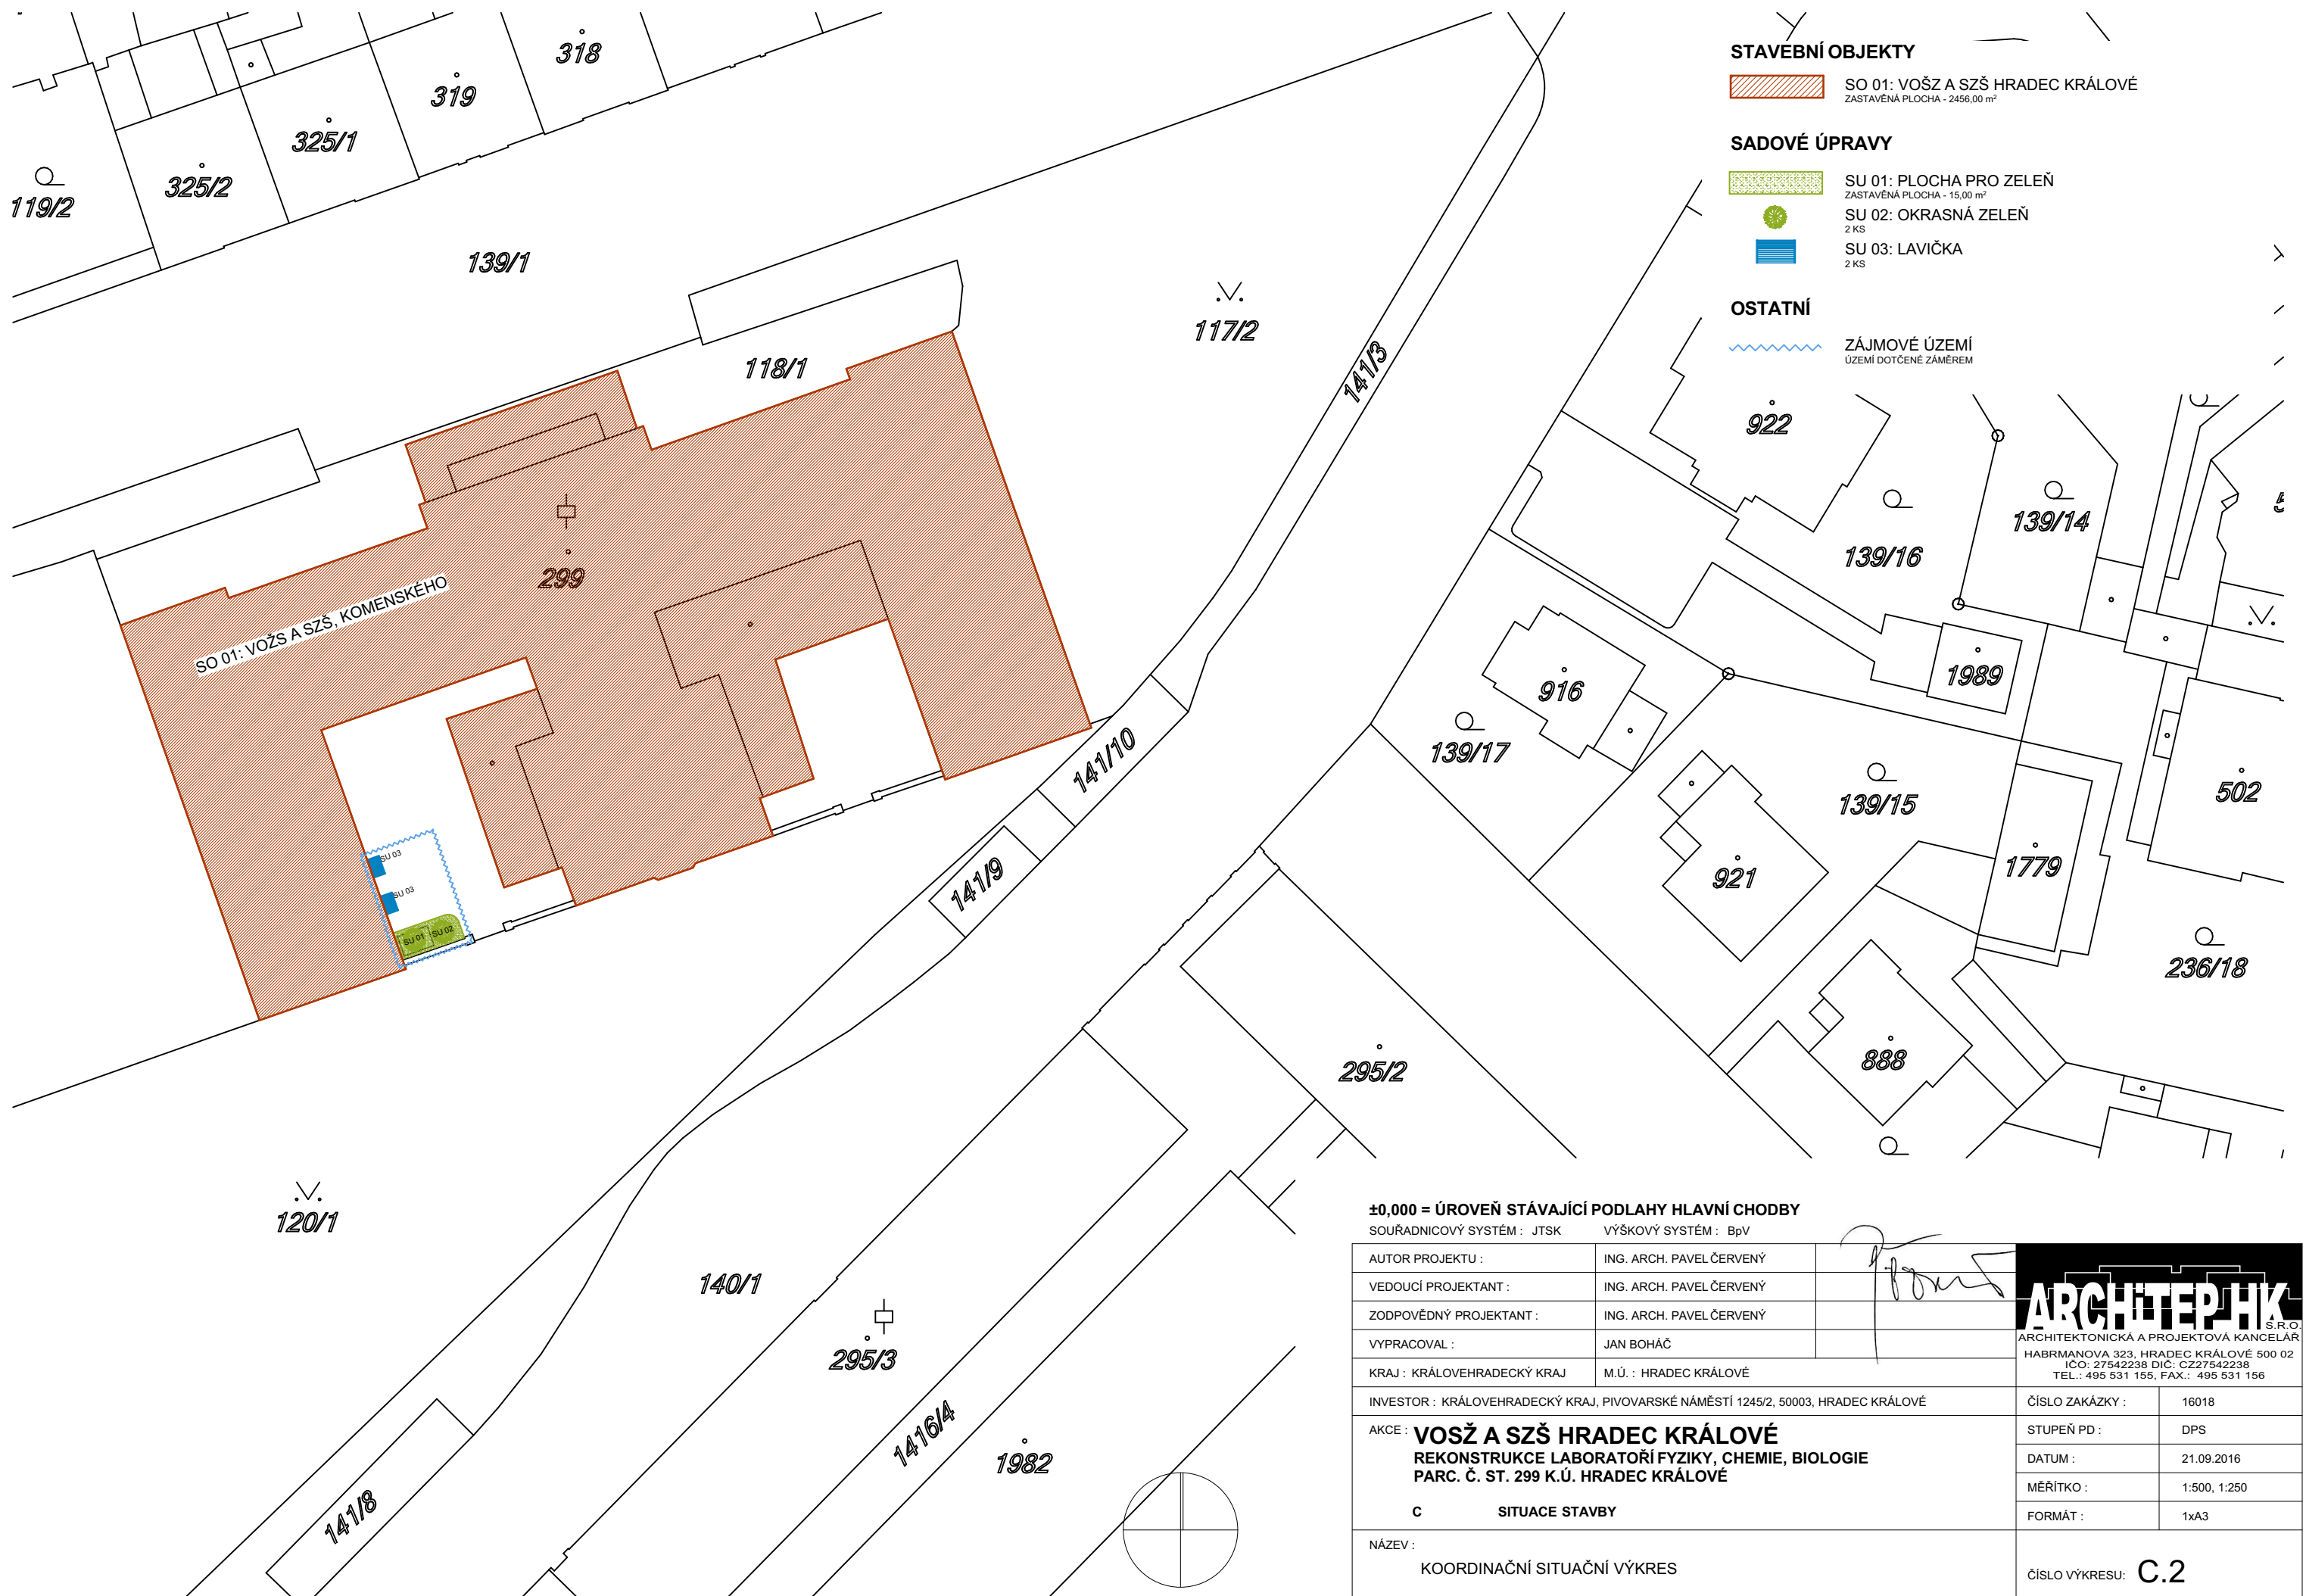 STAVEBNÍ OBJEKTY
SO 01: VOŠZ A SZŠ HRADEC KRÁLOVÉ
ZASTAVĚNÁ PLOCHA - 2456,00 m²
SADOVÉ ÚPRAVY
SU 01: PLOCHA PRO ZELEŇ
ZASTAVĚNÁ PLOCHA - 15,00 m²
SU 02: OKRASNÁ ZELEŇ
2 KS
SU 03: LAVIČKA
2 KS
OSTATNÍ
ZÁJMOVÉ ÚZEMÍ
ÚZEMÍ DOTČENÉ ZÁMĚREM
318
319
325/1
325/2
119/2
139/1
117/2
118/1
141/3
922
139/14
139/16
299
SO 01: VOŽS A SZŠ, KOMENSKÉHO
1989
916
139/17
141/10
139/15
502
1779
921
141/9
SU 03
SU 03
SU 01
SU 02
236/18
888
295/2
120/1
140/1
295/3
1416/4
1982
141/8
±0,000 = ÚROVEŇ STÁVAJÍCÍ PODLAHY HLAVNÍ CHODBY
SOUŘADNICOVÝ SYSTÉM : JTSK VÝŠKOVÝ SYSTÉM : BpV
AUTOR PROJEKTU : ING. ARCH. PAVEL ČERVENÝ
VEDOUCÍ PROJEKTANT : ING. ARCH. PAVEL ČERVENÝ
ZODPOVĚDNÝ PROJEKTANT : ING. ARCH. PAVEL ČERVENÝ
VYPRACOVAL : JAN BOHÁČ
KRAJ : KRÁLOVEHRADECKÝ KRAJ M.Ú. : HRADEC KRÁLOVÉ
INVESTOR : KRÁLOVEHRADECKÝ KRAJ, PIVOVARSKÉ NÁMĚSTÍ 1245/2, 50003, HRADEC KRÁLOVÉ
AKCE : VOSŽ A SZŠ HRADEC KRÁLOVÉ
REKONSTRUKCE LABORATOŘÍ FYZIKY, CHEMIE, BIOLOGIE
PARC. Č. ST. 299 K.Ú. HRADEC KRÁLOVÉ
C SITUACE STAVBY
NÁZEV :
KOORDINAČNÍ SITUAČNÍ VÝKRES
ARCHiTEP HK
S.R.O.
ARCHITEKTONICKÁ A PROJEKTOVÁ KANCELÁŘ
HABRMANOVA 323, HRADEC KRÁLOVÉ 500 02
IČO: 27542238 DIČ: CZ27542238
TEL.: 495 531 155, FAX.: 495 531 156
ČÍSLO ZAKÁZKY : 16018
STUPEŇ PD : DPS
DATUM : 21.09.2016
MĚŘÍTKO : 1:500, 1:250
FORMÁT : 1xA3
ČÍSLO VÝKRESU: C.2